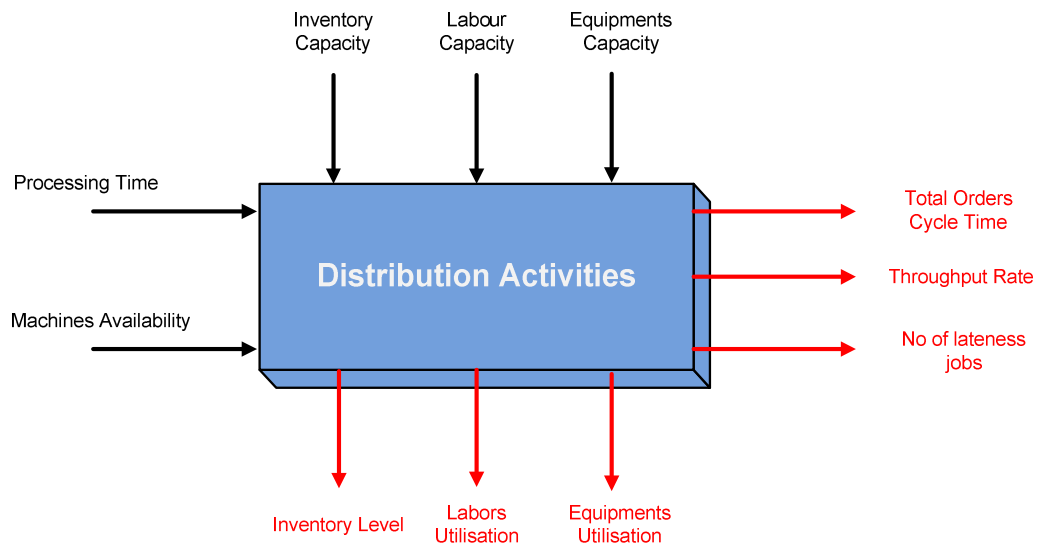 Inventory
Capacity
Labour
Capacity
Equipments
Capacity
Processing Time
Machines Availability
Distribution Activities
Total Orders
Cycle Time
Throughput Rate
No of lateness
jobs
Inventory Level
Labors
Utilisation
Equipments
Utilisation